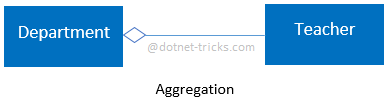 Department
Teacher
@dotnet-tricks.com
Aggregation